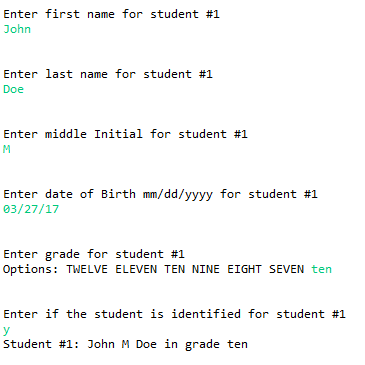 Enter first name for student #1
John
Enter last name for student #1
Doe
Enter middle Initial for student #1
M
Enter date of Birth mm/dd/yyyy for student #1
03/27/17
Enter grade for student #1
Options: TWELVE ELEVEN TEN NINE EIGHT SEVEN ten
Enter if the student is identified for student #1
y
Student #1: John M Doe in grade ten